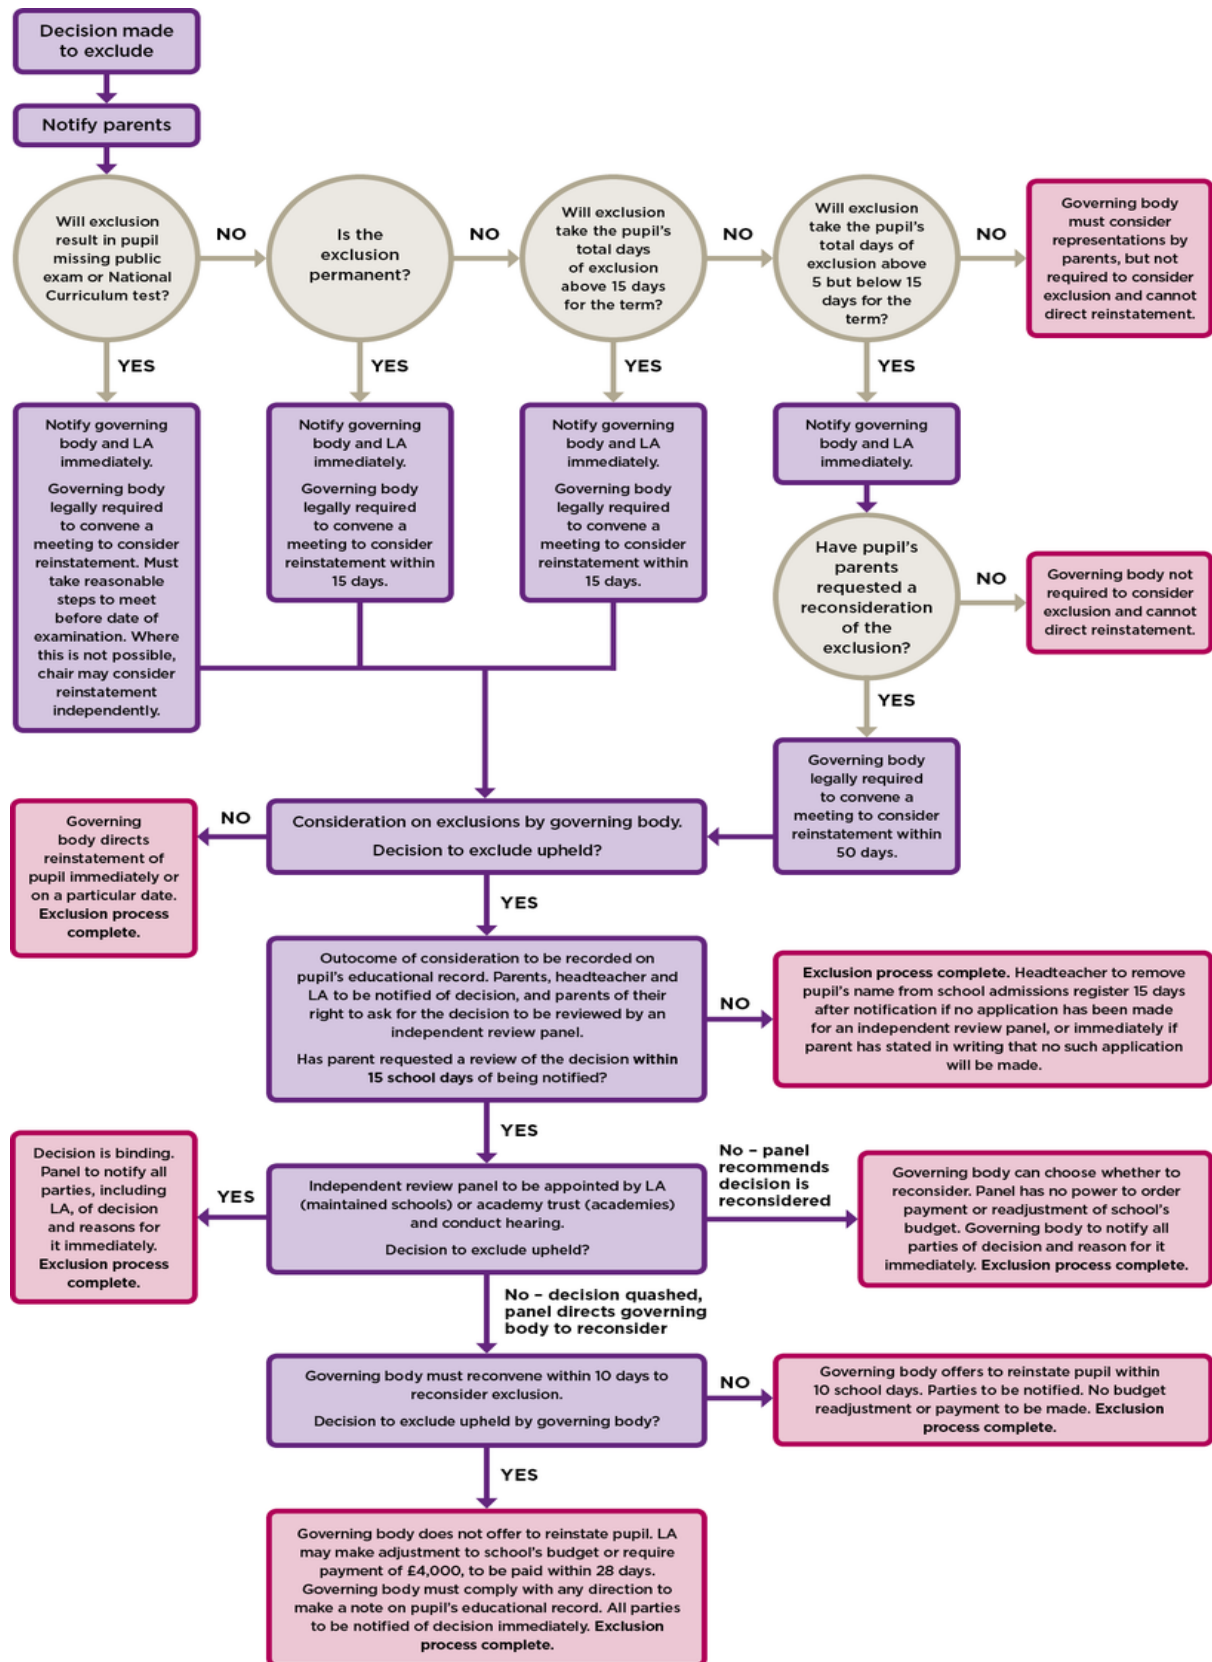 Decision made
to exclude
Notify parents
Will exclusion
result in pupil
missing public
exam or National
Curriculum test?
NO
Is the
exclusion
permanent?
NO
Will exclusion
take the pupil's
total days
of exclusion
above 15 days
for the term?
NO
Will exclusion
take the pupil's
total days of
exclusion above
5 but below 15
days for the
term?
NO
Governing body
must consider
representations by
parents, but not
required to consider
exclusion and cannot
direct reinstatement.
YES
YES
YES
YES
Notify governing
body and LA
immediately.
Governing body
legally required
to convene a
meeting to consider
reinstatement. Must
take reasonable
steps to meet
before date of
examination. Where
this is not possible,
chair may consider
reinstatement
independently.
Notify governing
body and LA
immediately.
Governing body
legally required
to convene a
meeting to consider
reinstatement within
15 days.
Notify governing
body and LA
immediately.
Governing body
legally required
to convene a
meeting to consider
reinstatement within
15 days.
Notify governing
body and LA
immediately.
Have pupil's
parents
requested a
reconsideration
of the
exclusion?
NO
Governing body not
required to consider
exclusion and cannot
direct reinstatement.
YES
Governing body
legally required
to convene a
meeting to consider
reinstatement within
50 days.
Consideration on exclusions by governing body.
Decision to exclude upheld?
NO
Governing
body directs
reinstatement of
pupil immediately or
on a particular date.
Exclusion process
complete.
YES
Outocome of consideration to be recorded on
pupil's educational record. Parents, headteacher and
LA to be notified of decision, and parents of their
right to ask for the decision to be reviewed by an
independent review panel.
Has parent requested a review of the decision within
15 school days of being notified?
NO
Exclusion process complete. Headteacher to remove
pupil's name from school admissions register 15 days
after notification if no application has been made
for an independent review panel, or immediately if
parent has stated in writing that no such application
will be made.
YES
Independent review panel to be appointed by LA
(maintained schools) or academy trust (academies)
and conduct hearing.
Decision to exclude upheld?
YES
Decision is binding.
Panel to notify all
parties, including
LA, of decision
and reasons for
it immediately.
Exclusion process
complete.
No – panel
recommends
decision is
reconsidered
Governing body can choose whether to
reconsider. Panel has no power to order
payment or readjustment of school's
budget. Governing body to notify all
parties of decision and reason for it
immediately. Exclusion process complete.
No – decision quashed,
panel directs governing
body to reconsider
Governing body must reconvene within 10 days to
reconsider exclusion.
Decision to exclude upheld by governing body?
NO
Governing body offers to reinstate pupil within
10 school days. Parties to be notified. No budget
readjustment or payment to be made. Exclusion
process complete.
YES
Governing body does not offer to reinstate pupil. LA
may make adjustment to school's budget or require
payment of £4,000, to be paid within 28 days.
Governing body must comply with any direction to
make a note on pupil's educational record. All parties
to be notified of decision immediately. Exclusion
process complete.